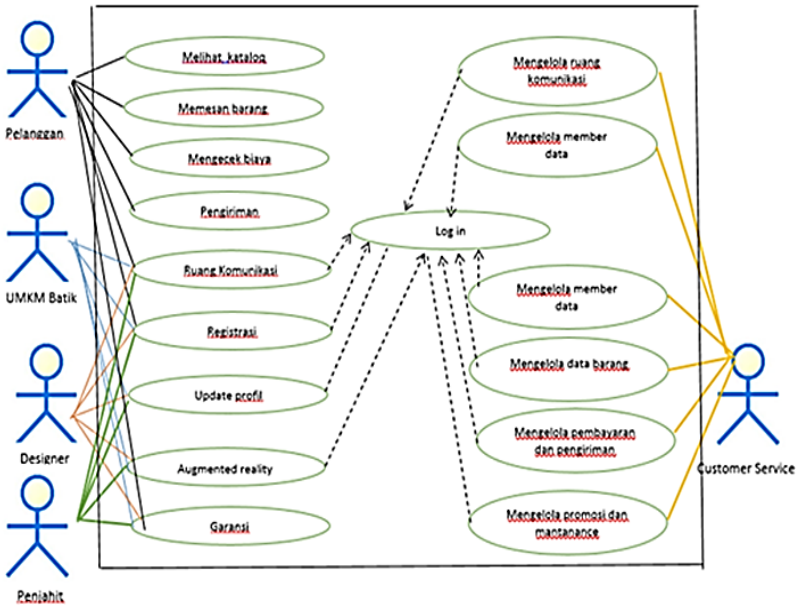 Pelanggan
UMKM Batik
Designer
Penjahit
Melihat katalog
Memesan barang
Mengecek biaya
Pengiriman
Ruang Komunikasi
Registrasi
Update profil
Augmented reality
Garansi
Log in
Mengelola ruang
komunikasi
Mengelola member
data
Mengelola member
data
Mengelola data barang
Mengelola pembayaran
dan pengiriman
Mengelola promosi dan
mantanance
Customer Service